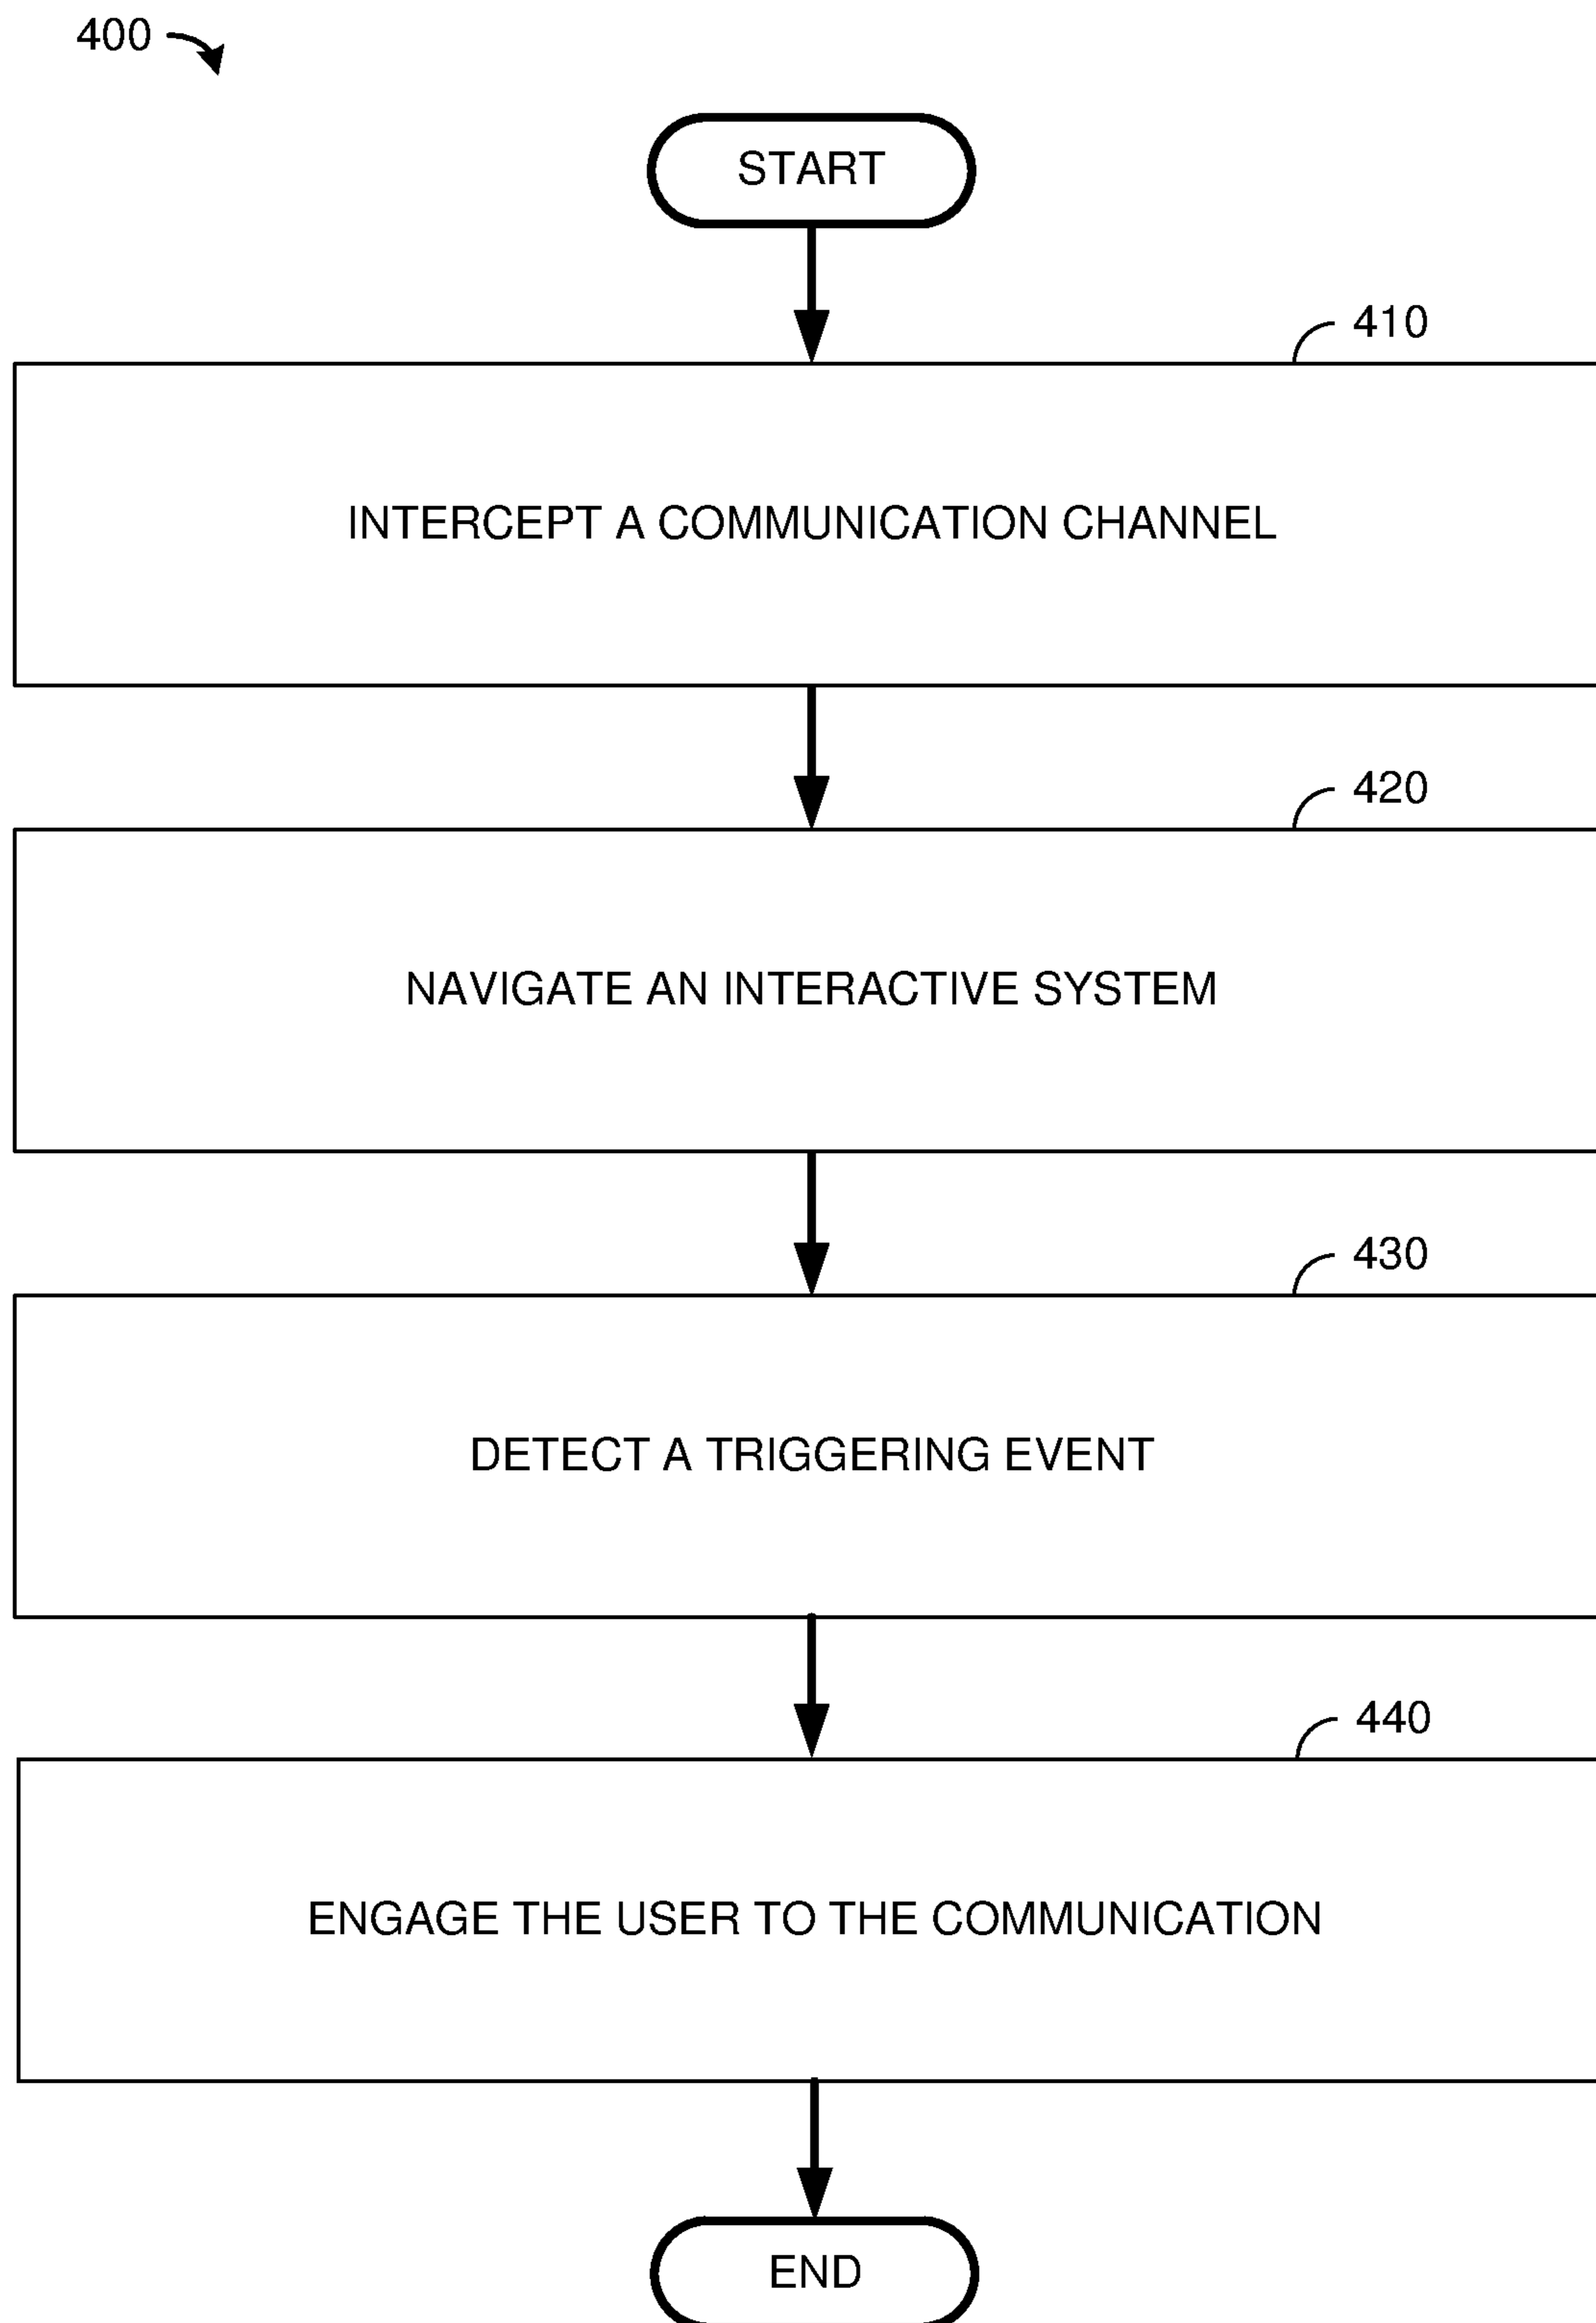 400
START
410
INTERCEPT A COMMUNICATION CHANNEL
420
NAVIGATE AN INTERACTIVE SYSTEM
430
DETECT A TRIGGERING EVENT
440
ENGAGE THE USER TO THE COMMUNICATION
END